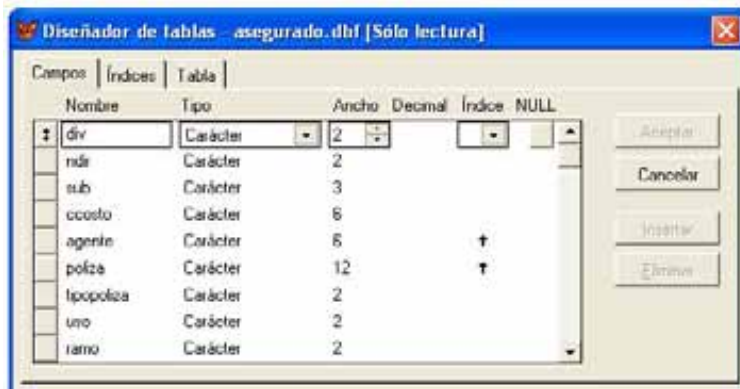 Diseñador de tablas - asegurado.dbf [Sólo lectura]
Campos Índices Tabla
Nombre Tipo Ancho Decimal Índice NULL
div Carácter 2
ndir Carácter 2
sub Carácter 3
ccosto Carácter 6
agente Carácter 6 ↑
poliza Carácter 12 ↑
tipopoliza Carácter 2
uso Carácter 2
ramo Carácter 2
Aceptar
Cancelar
Insertar
Eliminar